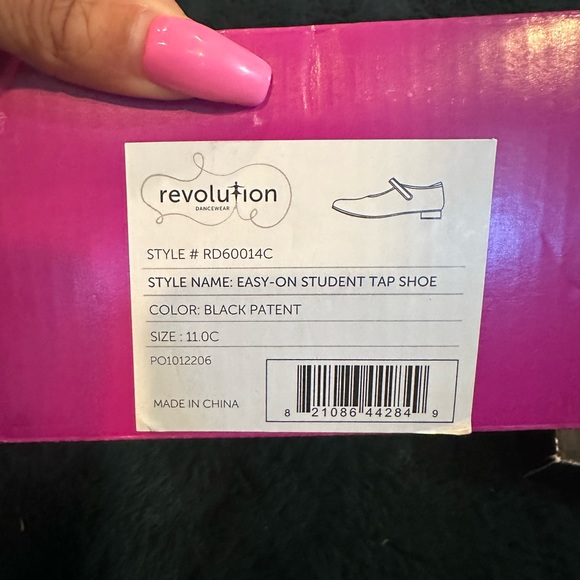 revolution
DANCEWEAR
STYLE # RD60014C
STYLE NAME: EASY-ON STUDENT TAP SHOE
COLOR: BLACK PATENT
SIZE : 11.0C
PO1012206
MADE IN CHINA
8 21086 44284 9